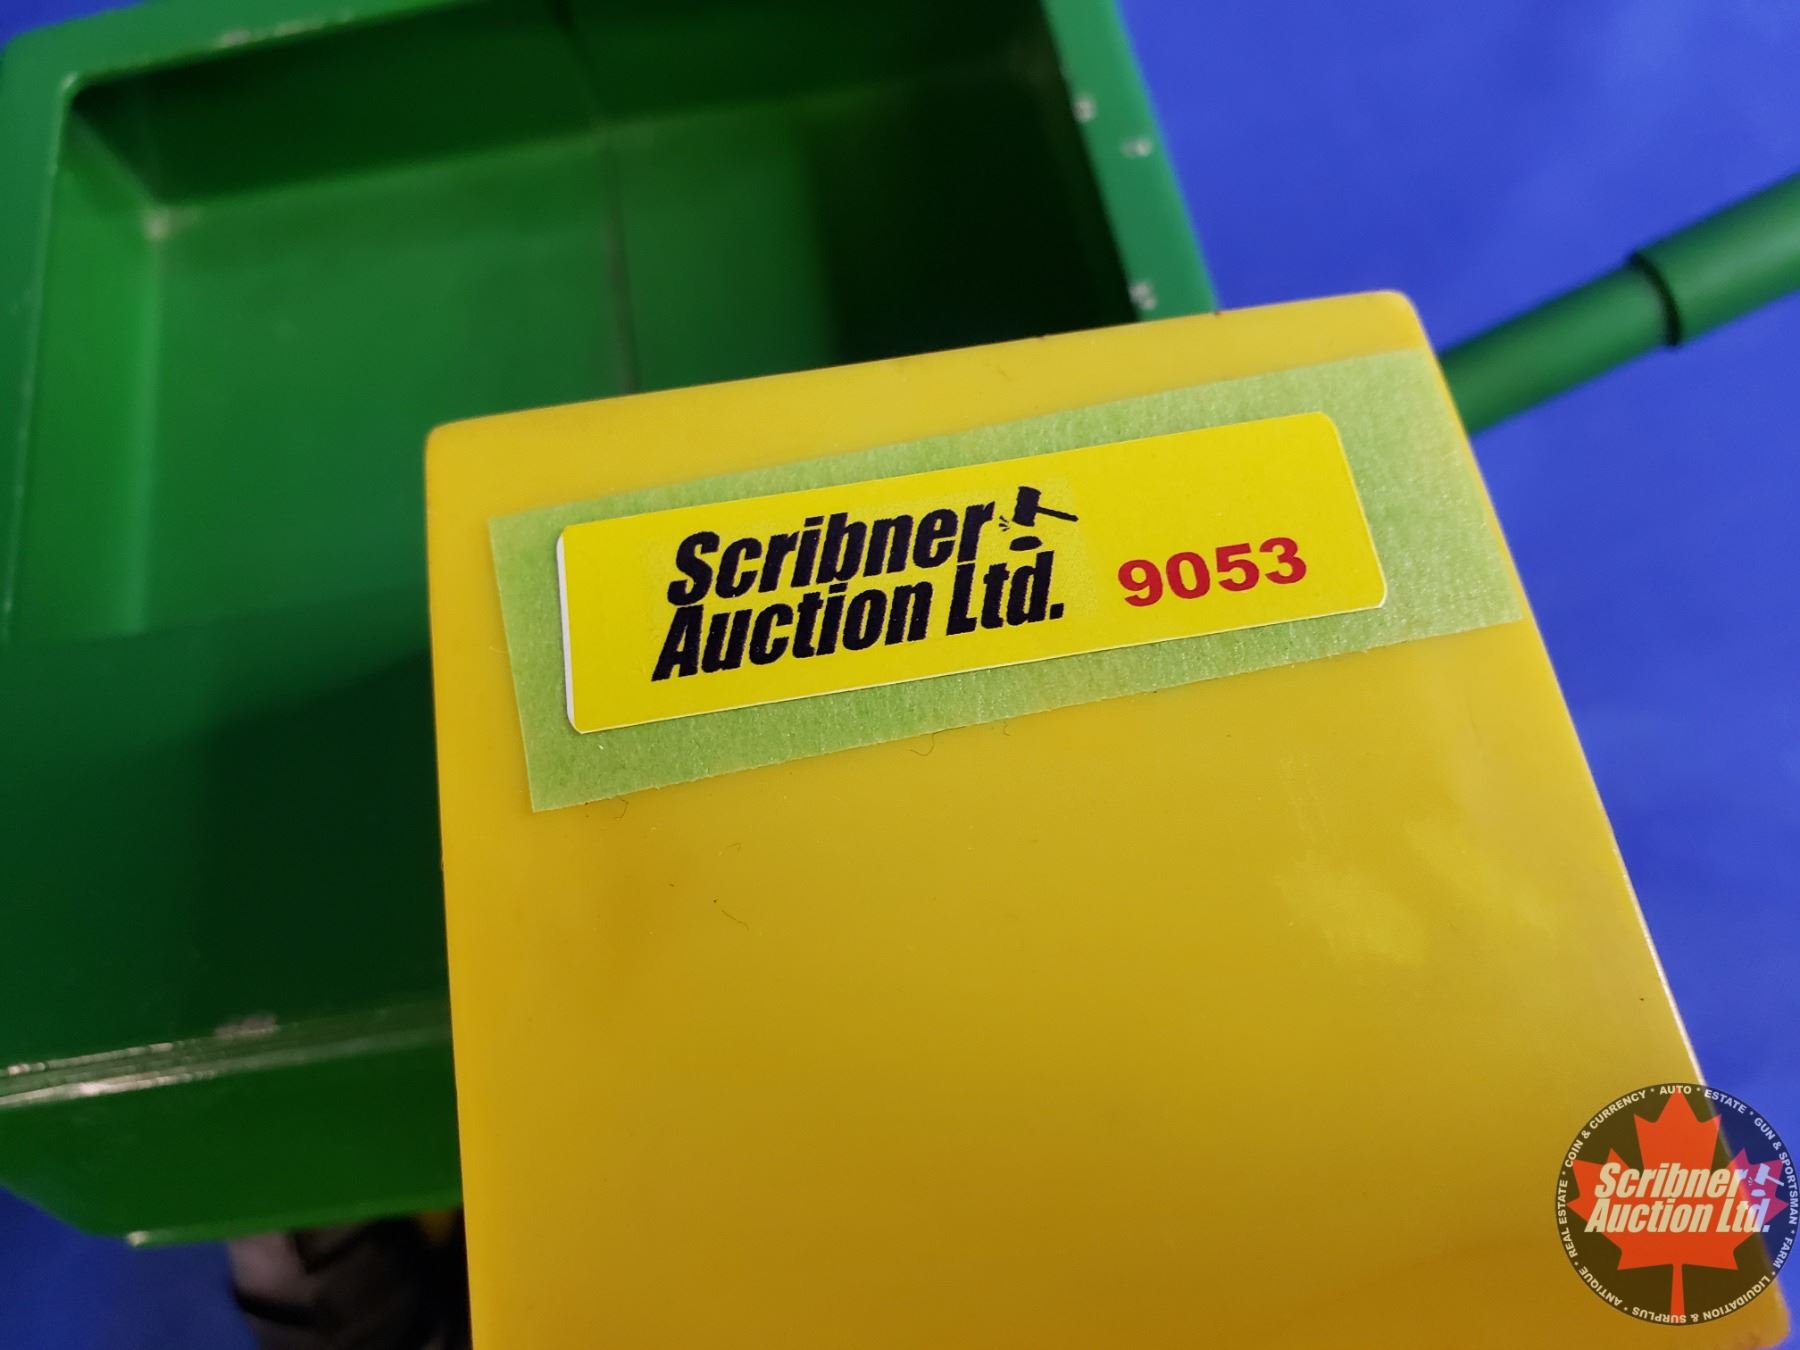 Scribner
Auction Ltd.
9053
COIN & CURRENCY • AUTO • ESTATE • GUN & SPORTSMAN • FARM • LIQUIDATION & SURPLUS • ANTIQUE • REAL ESTATE •
Scribner
Auction Ltd.